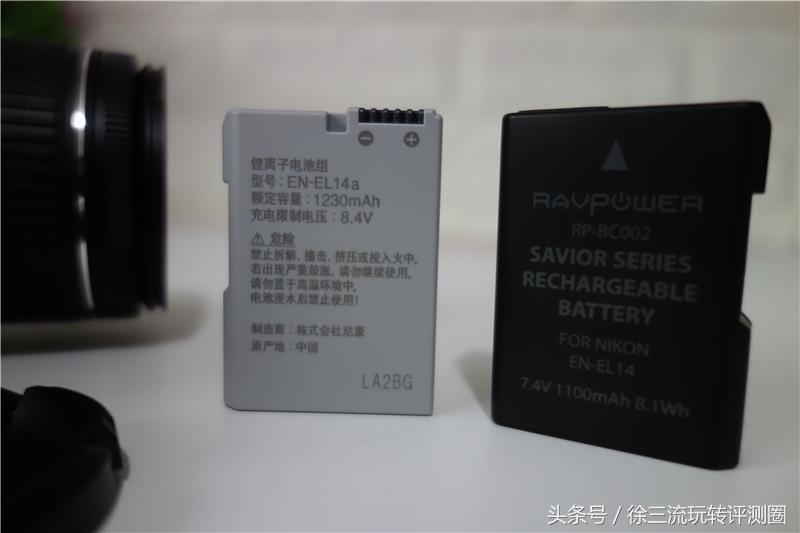 锂离子电池组
型号：EN-EL14a
额定容量：1230mAh
充电限制电压：8.4V
⚠ 危险
禁止拆解、撞击、挤压或投入火中。
若出现严重鼓胀，请勿继续使用。
请勿置于高温环境中。
电池浸水后禁止使用！
制造商：株式会社尼康
原产地：中国
LA2BG
RAVPOWER
RP-BC002
SAVIOR SERIES
RECHARGEABLE
BATTERY
FOR NIKON
EN-EL14
7.4V 1100mAh 8.1Wh
头条号／徐三流玩转评测圈